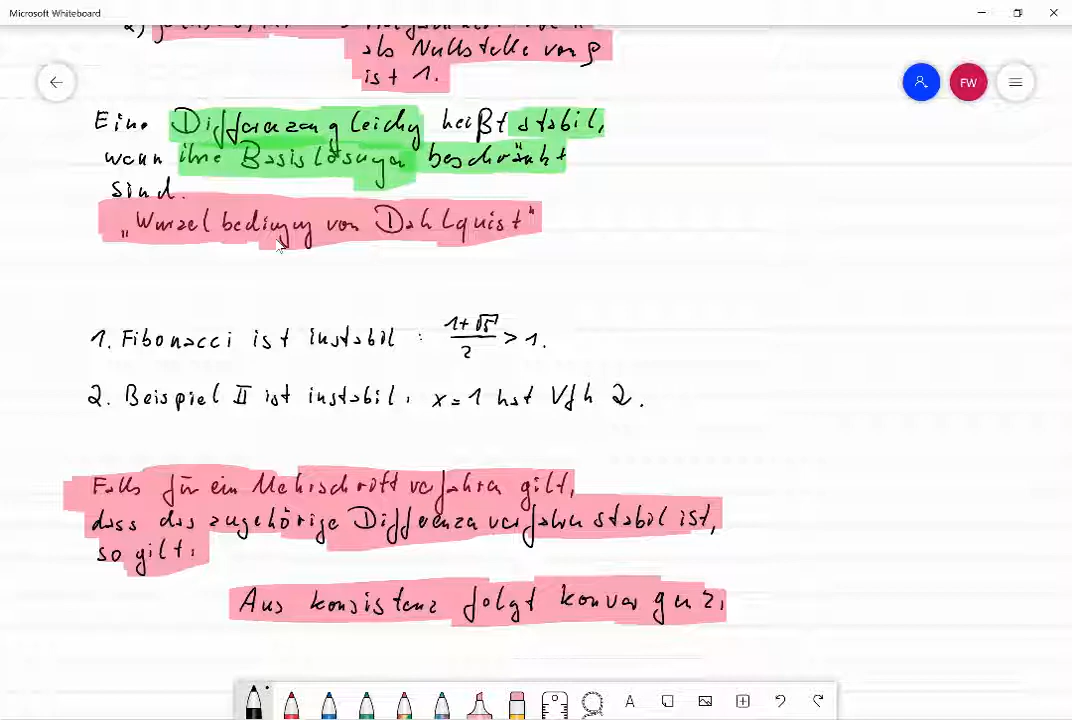 Microsoft Whiteboard
als Nullstelle von ρ
ist 1.
FW
Eine Differenzengleichg heißt stabil,
wenn ihre Basislösungen beschränkt
sind.
"Wurzelbedingung von Dahlquist"
1. Fibonacci ist instabil : (1+√5)/2 > 1.
2. Beispiel II ist instabil, x=1 hat Vfh 2.
Falls für ein Mehrschrittverfahren gilt,
dass das zugehörige Differenzaverfahren stabil ist,
so gilt:
Aus Konsistenz folgt Konvergenz.
A